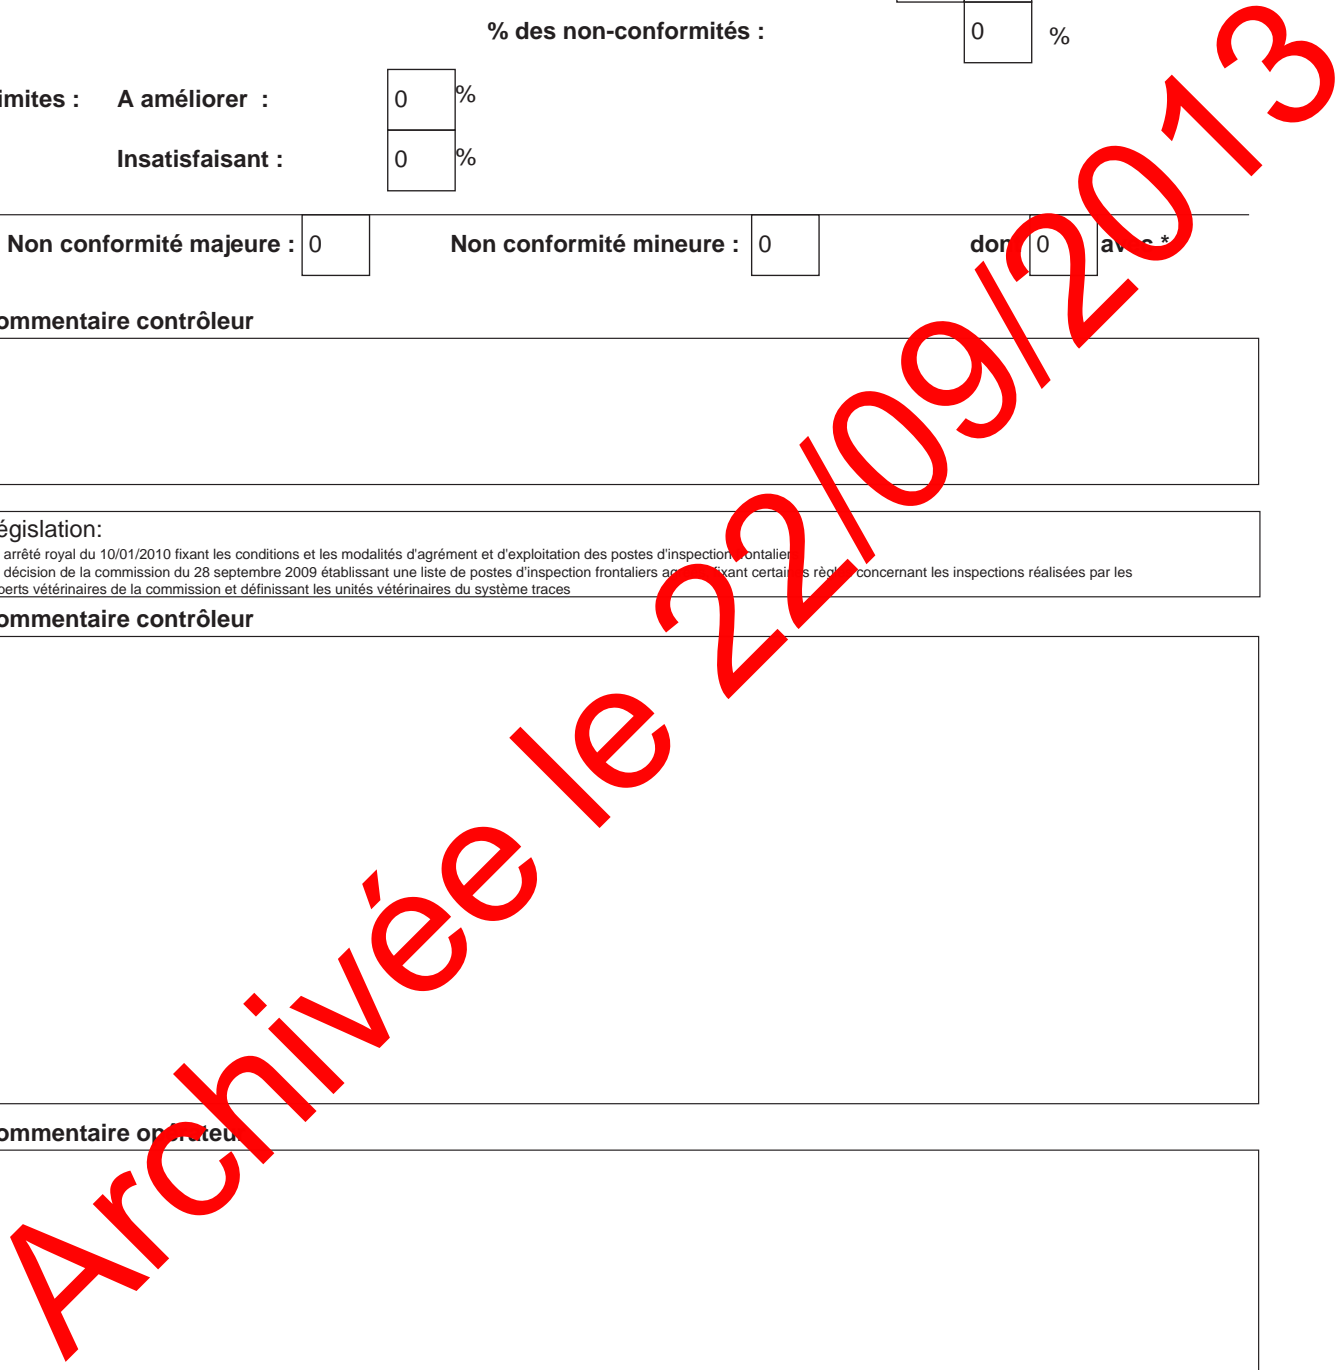 % des non-conformités : 0 %
imites : A améliorer : 0 %
Insatisfaisant : 0 %
Non conformité majeure : 0 Non conformité mineure : 0 0 *
ommentaire contrôleur
égislation:
arrêté royal du 10/01/2010 fixant les conditions et les modalités d'agrément et d'exploitation des postes d'inspection
décision de la commission du 28 septembre 2009 établissant une liste de postes d'inspection frontaliers fixant concernant les inspections réalisées par les
perts vétérinaires de la commission et définissant les unités vétérinaires du système traces
ommentaire contrôleur
ommentaire opérateur
Archivée le 22/09/2013